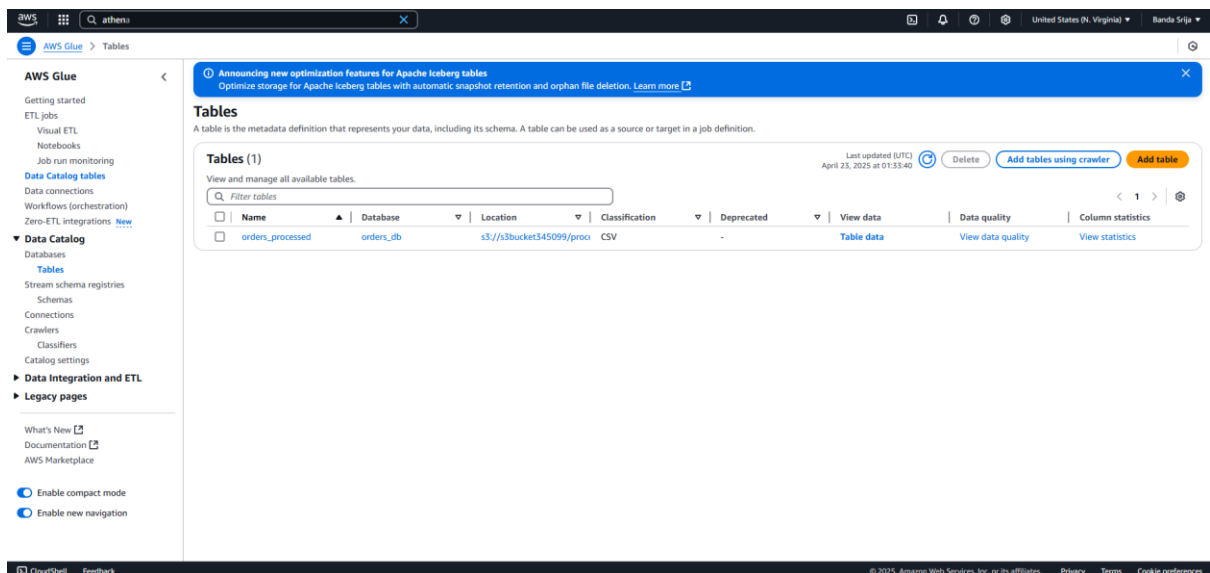 aws athena United States (N. Virginia) Banda Srija
AWS Glue > Tables
AWS Glue
Getting started
ETL jobs
Visual ETL
Notebooks
Job run monitoring
Data Catalog tables
Data connections
Workflows (orchestration)
Zero-ETL integrations New
Data Catalog
Databases
Tables
Stream schema registries
Schemas
Connections
Crawlers
Classifiers
Catalog settings
Data Integration and ETL
Legacy pages
What's New
Documentation
AWS Marketplace
Enable compact mode
Enable new navigation
Announcing new optimization features for Apache Iceberg tables
Optimize storage for Apache Iceberg tables with automatic snapshot retention and orphan file deletion. Learn more
Tables
A table is the metadata definition that represents your data, including its schema. A table can be used as a source or target in a job definition.
Tables (1)
Last updated (UTC)
April 23, 2025 at 01:33:40
Delete Add tables using crawler Add table
View and manage all available tables.
Filter tables
1
Name Database Location Classification Deprecated View data Data quality Column statistics
orders_processed orders_db s3://s3bucket345099/proc CSV - Table data View data quality View statistics
CloudShell Feedback © 2025, Amazon Web Services, Inc. or its affiliates. Privacy Terms Cookie preferences